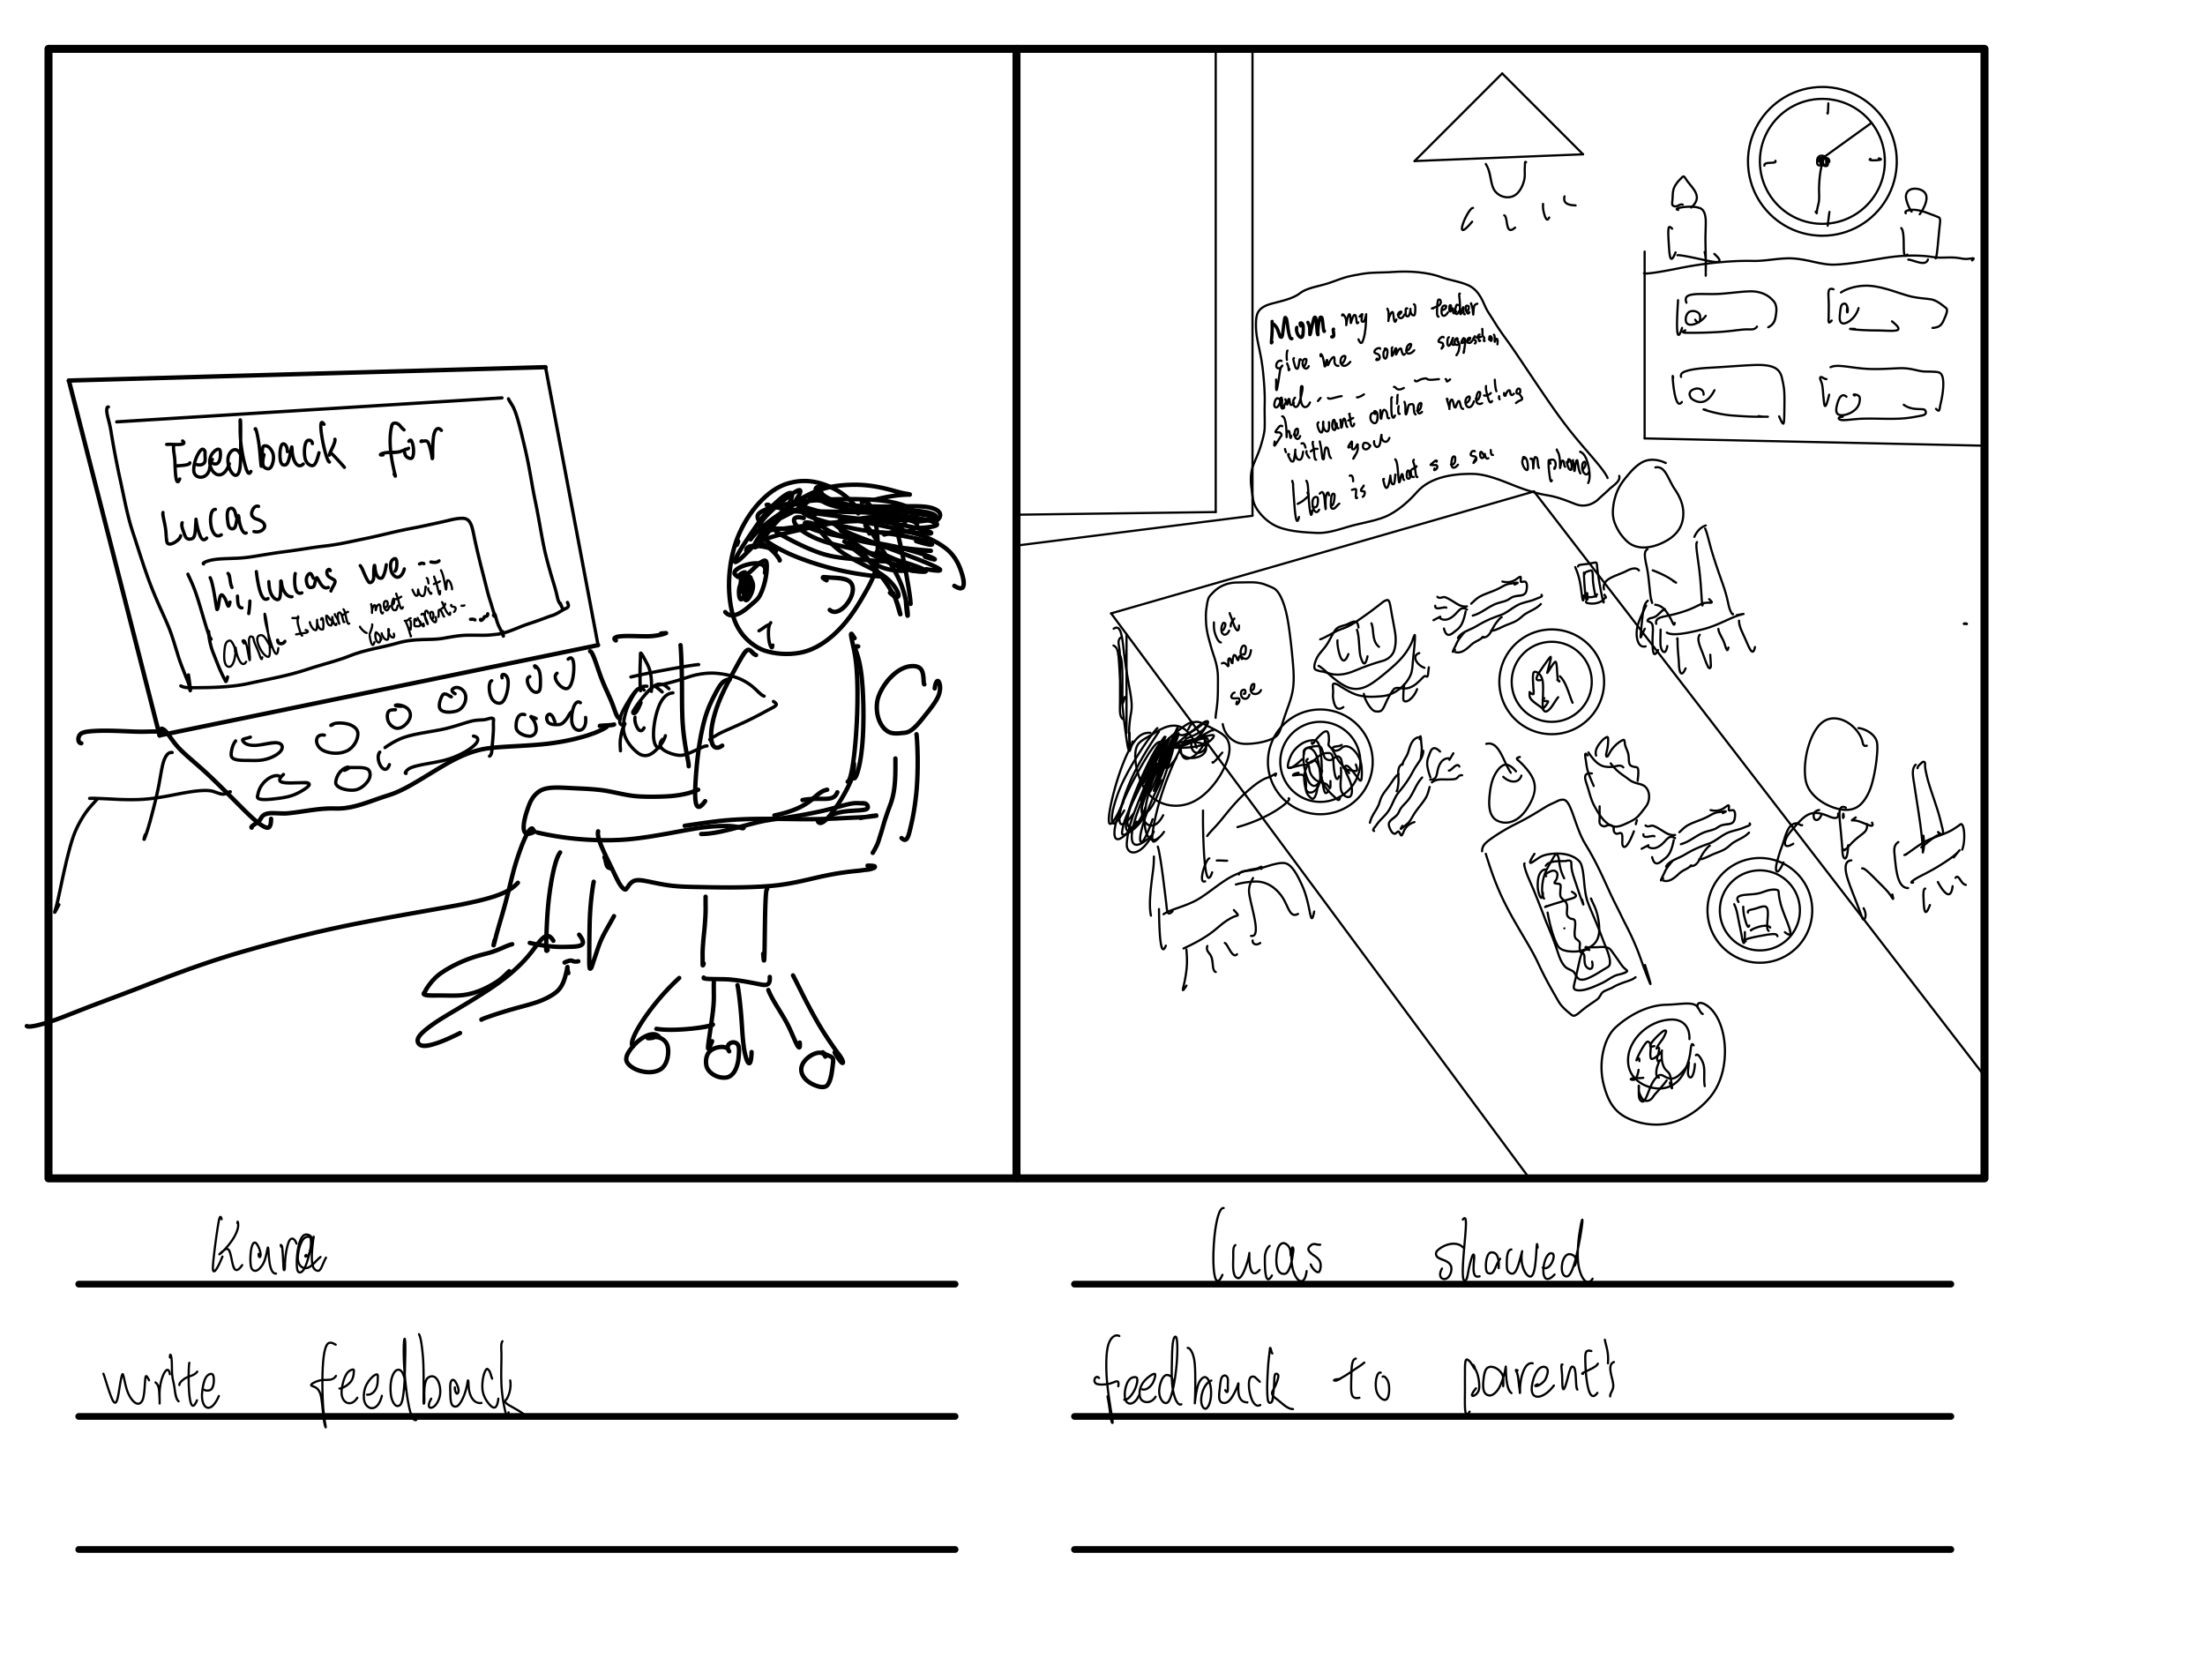 Feedback for
lucas
hi, lucas we --
and. I want meet with
You parents---
Mom, my new teacher
give me some suggestion
and -- --- -- ---
She want online meeting
with you
Here is what s e sai on phone
let
me
see
Kara
write feedback
lucas showed
feedback to parents'